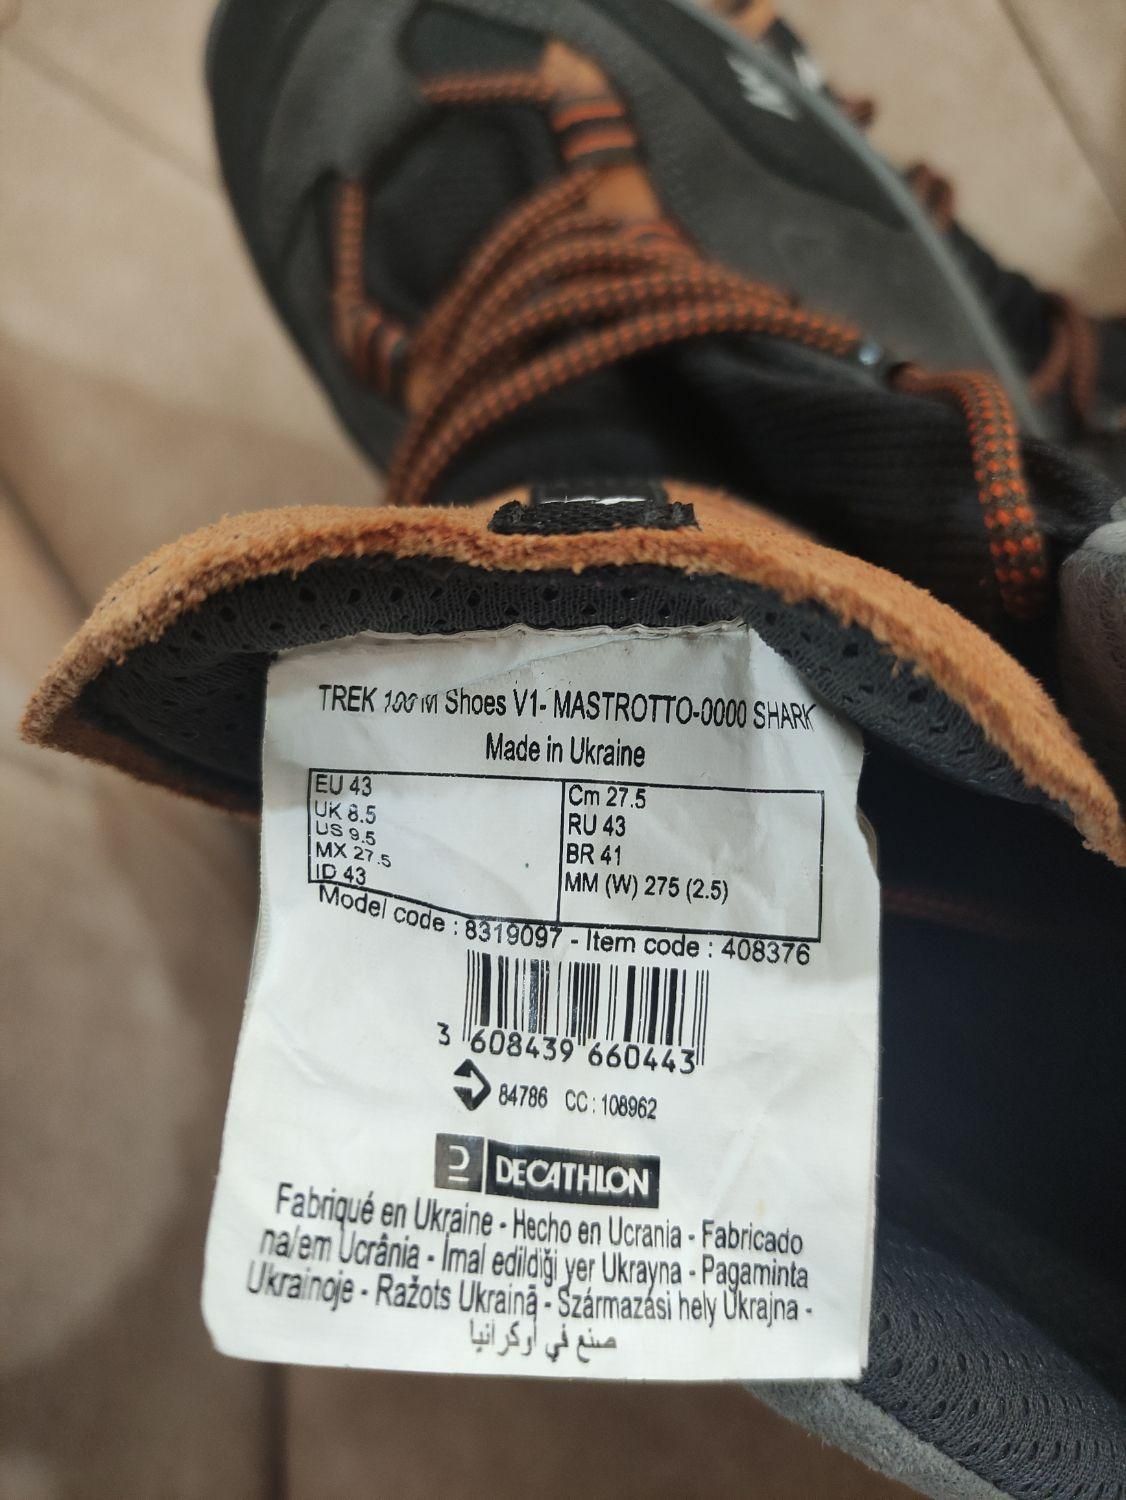 TREK 100 M Shoes V1- MASTROTTO-0000 SHARK
Made in Ukraine
EU 43
UK 8.5
US 9.5
MX 27.5
ID 43
Cm 27.5
RU 43
BR 41
MM (W) 275 (2.5)
Model code : 8319097 - Item code : 408376
3 608439 660443
84786 CC : 108962
DECATHLON
Fabriqué en Ukraine - Hecho en Ucrania - Fabricado
na/em Ucrânia - İmal edildiği yer Ukrayna - Pagaminta
Ukrainoje - Ražots Ukrainā - Származási hely Ukrajna -
صنع في أوكرانيا